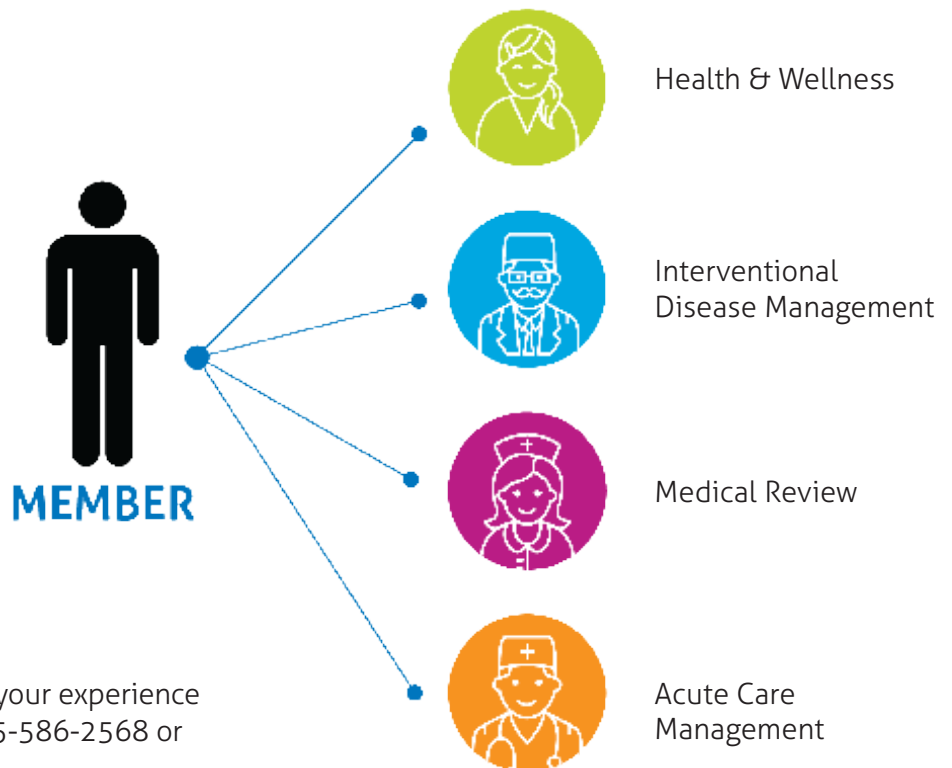 Health & Wellness
Interventional
Disease Management
MEMBER
Medical Review
your experience
5-586-2568 or
Acute Care
Management